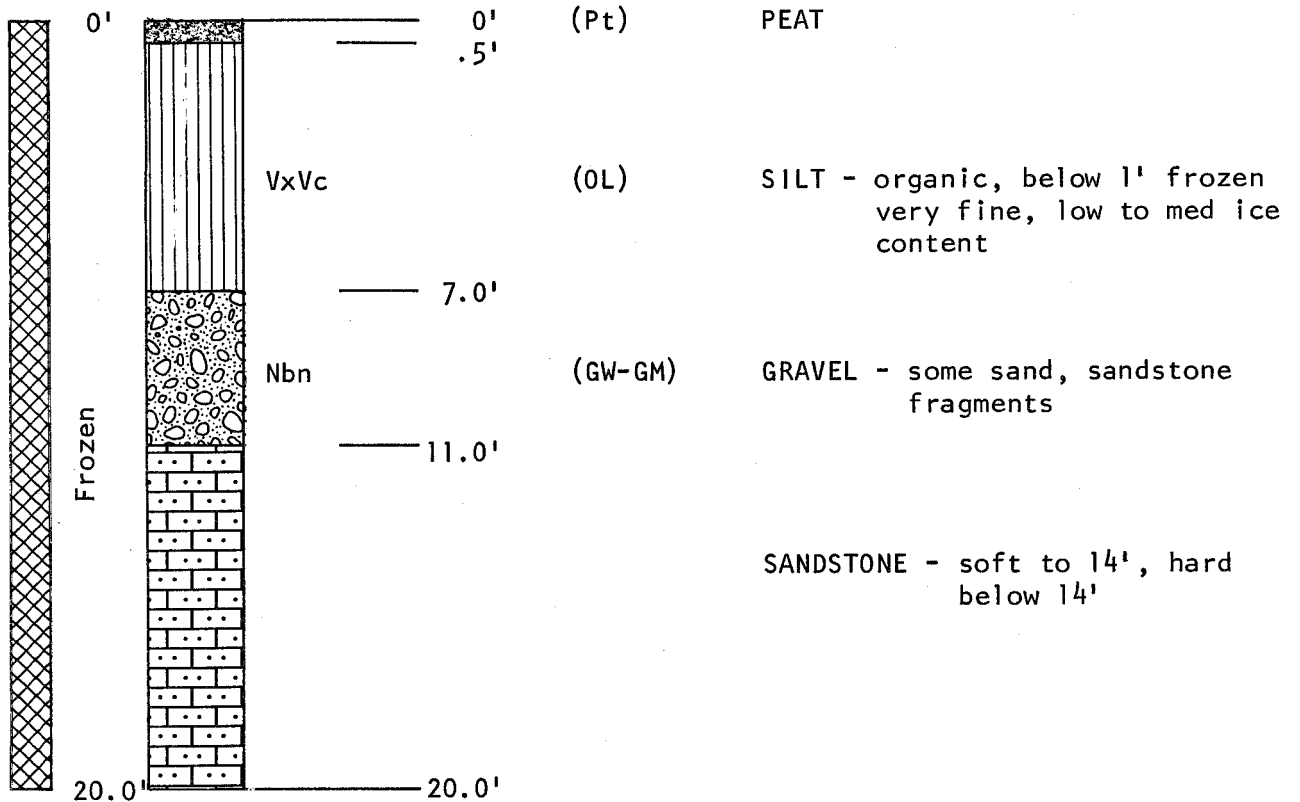 0' 0' (Pt) PEAT
.5'
VxVc (OL) SILT - organic, below 1' frozen
very fine, low to med ice
content
7.0'
Nbn (GW-GM) GRAVEL - some sand, sandstone
fragments
Frozen
11.0'
SANDSTONE - soft to 14', hard
below 14'
20.0' 20.0'